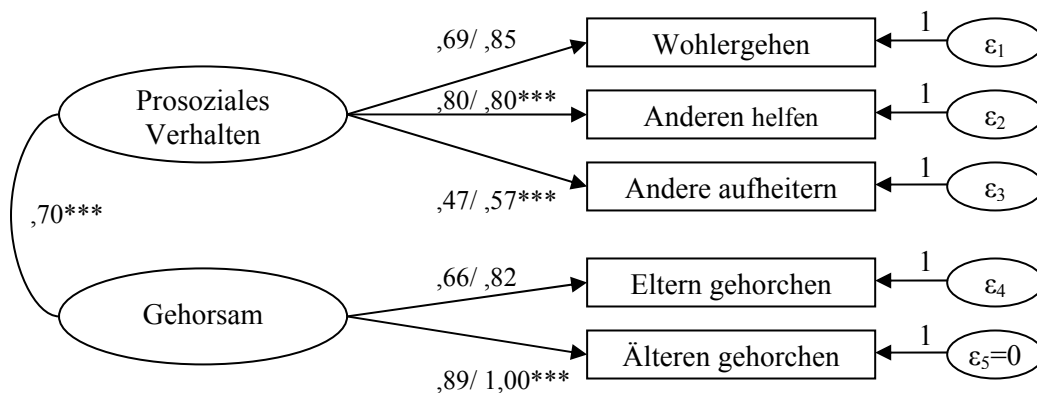 ,69/ ,85
Wohlergehen
1
ε1
Prosoziales
Verhalten
,80/ ,80***
Anderen helfen
1
ε2
,47/ ,57***
Andere aufheitern
1
ε3
,70***
Gehorsam
,66/ ,82
Eltern gehorchen
1
ε4
,89/ 1,00***
Älteren gehorchen
1
ε5=0